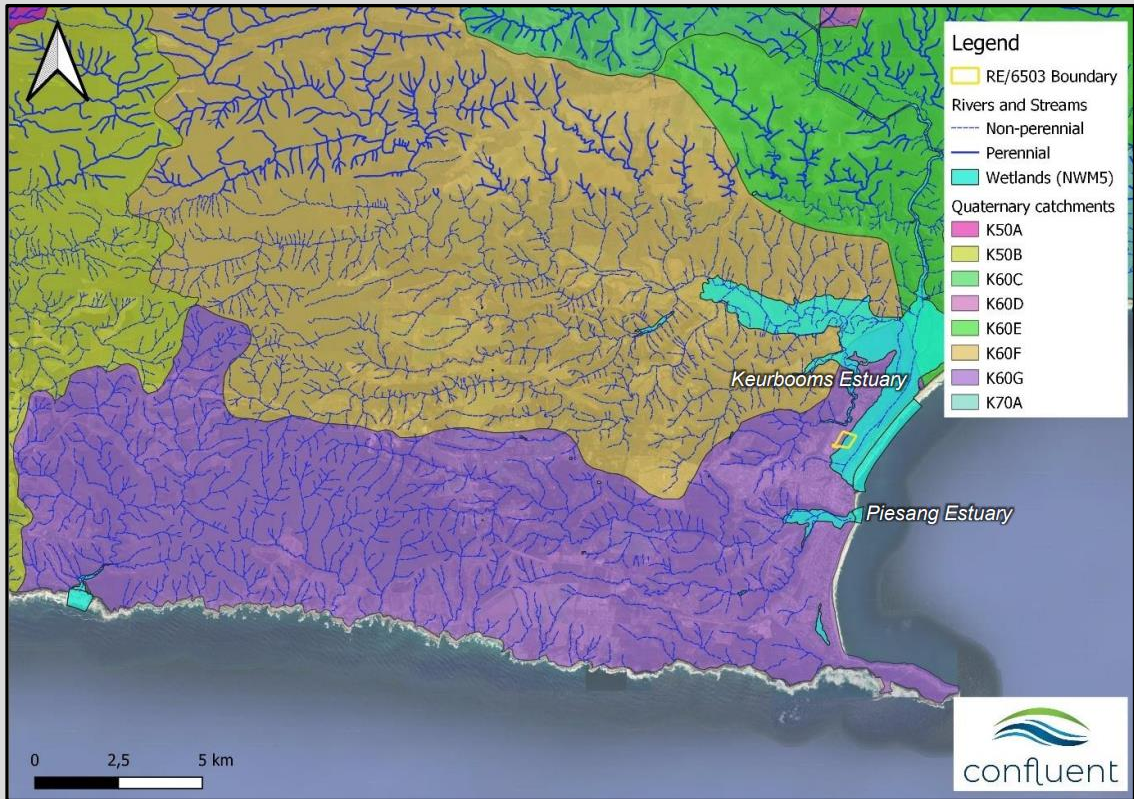 Legend
RE/6503 Boundary
Rivers and Streams
Non-perennial
Perennial
Wetlands (NWM5)
Quaternary catchments
K50A
K50B
K60C
K60D
K60E
K60F
K60G
K70A
Keurbooms Estuary
Piesang Estuary
0 2,5 5 km
confluent